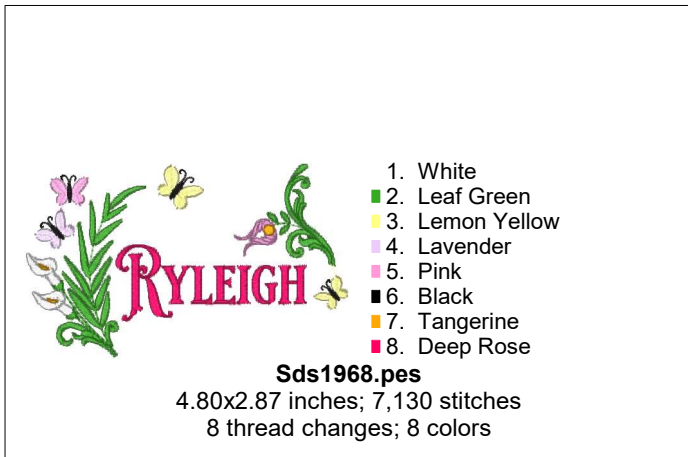 RYLEIGH
1. White
2. Leaf Green
3. Lemon Yellow
4. Lavender
5. Pink
6. Black
7. Tangerine
8. Deep Rose
Sds1968.pes
4.80x2.87 inches; 7,130 stitches
8 thread changes; 8 colors